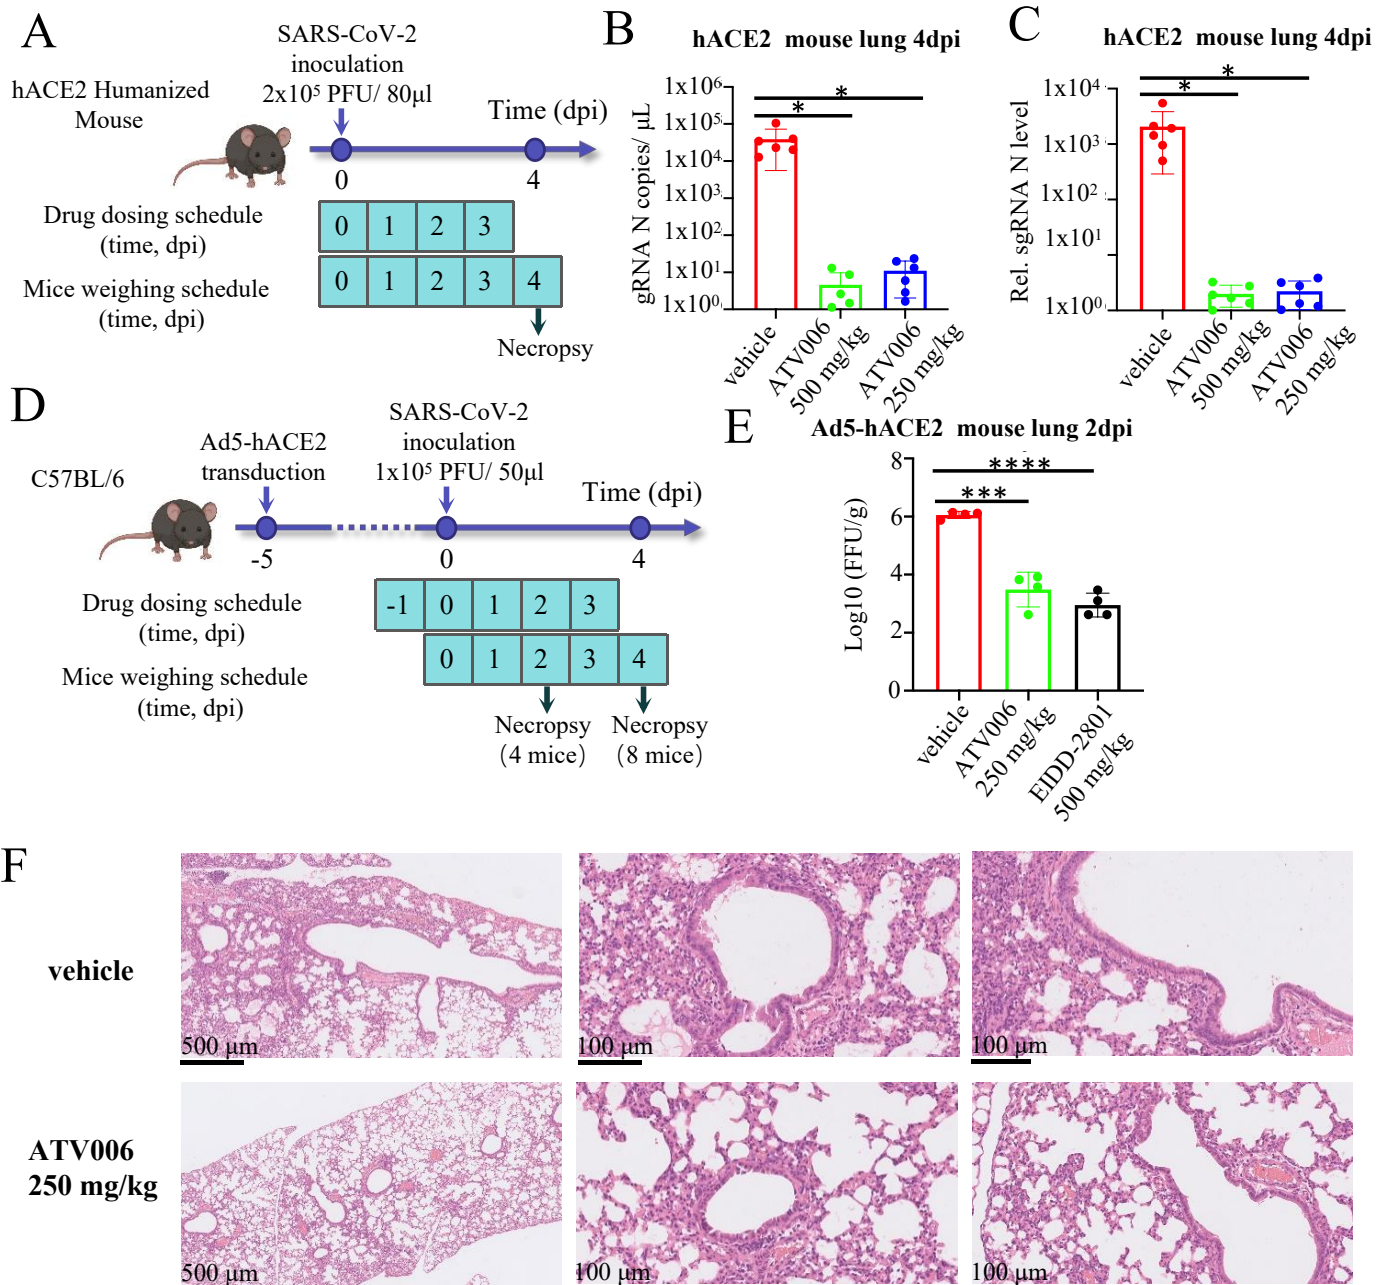 A
hACE2 Humanized
Mouse
SARS-CoV-2
inoculation
2x10⁵ PFU/ 80μl
Time (dpi)
0
4
Drug dosing schedule
(time, dpi)
0 1 2 3
Mice weighing schedule
(time, dpi)
0 1 2 3 4
Necropsy
B
hACE2 mouse lung 4dpi
gRNA N copies/ μL
1x10⁶
1x10⁵
1x10⁴
1x10³
1x10²
1x10¹
1x10⁰
*
*
vehicle
ATV006
500 mg/kg
ATV006
250 mg/kg
C
hACE2 mouse lung 4dpi
Rel. sgRNA N level
1x10⁴
1x10³
1x10²
1x10¹
1x10⁰
*
*
vehicle
ATV006
500 mg/kg
ATV006
250 mg/kg
D
C57BL/6
Ad5-hACE2
transduction
SARS-CoV-2
inoculation
1x10⁵ PFU/ 50μl
Time (dpi)
-5
0
4
Drug dosing schedule
(time, dpi)
-1 0 1 2 3
Mice weighing schedule
(time, dpi)
0 1 2 3 4
Necropsy
(4 mice)
Necropsy
(8 mice)
E
Ad5-hACE2 mouse lung 2dpi
Log10 (FFU/g)
8
6
4
2
0
****
***
vehicle
ATV006
250 mg/kg
EIDD-2801
500 mg/kg
F
vehicle
500 μm
100 μm
100 μm
ATV006
250 mg/kg
500 μm
100 μm
100 μm